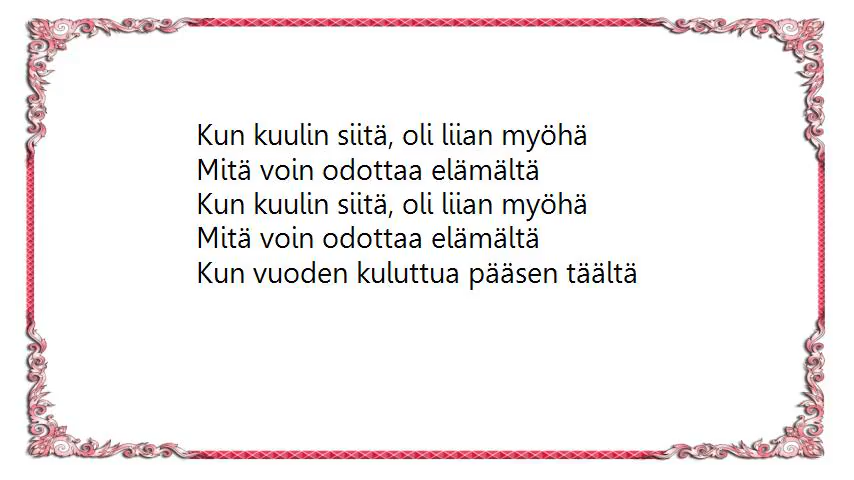 Kun kuulin siitä, oli liian myöhä
Mitä voin odottaa elämältä
Kun kuulin siitä, oli liian myöhä
Mitä voin odottaa elämältä
Kun vuoden kuluttua pääsen täältä